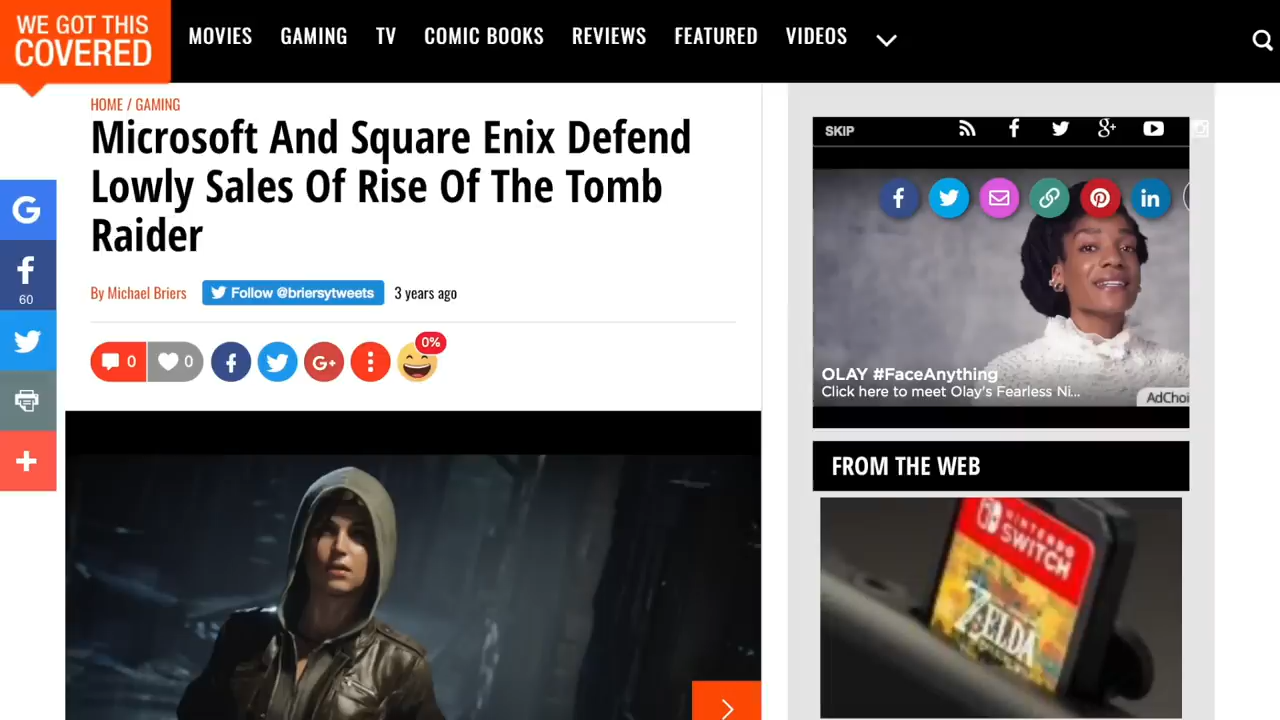 WE GOT THIS
COVERED
MOVIES GAMING TV COMIC BOOKS REVIEWS FEATURED VIDEOS
HOME / GAMING
Microsoft And Square Enix Defend
Lowly Sales Of Rise Of The Tomb
Raider
By Michael Briers
Follow @briersytweets
3 years ago
60
0
0
0%
SKIP
OLAY #FaceAnything
Click here to meet Olay's Fearless Ni...
AdChoi
FROM THE WEB
NINTENDO
SWITCH
ZELDA